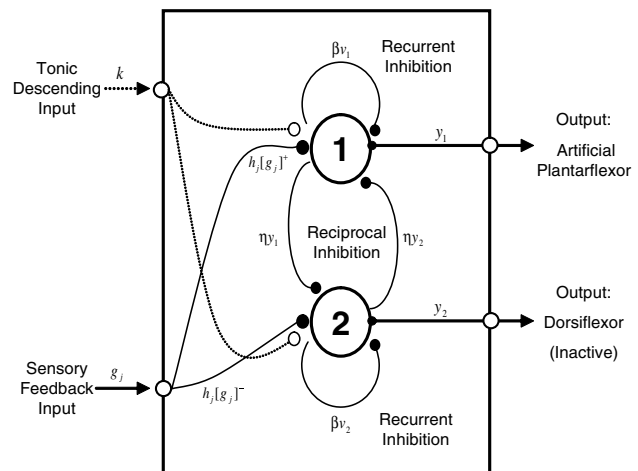 βv₁
Recurrent
Inhibition
Tonic
Descending
Input
k
Output:
Artificial
Plantarflexor
1
y₁
hⱼ[gⱼ]⁺
ηy₁
Reciprocal
Inhibition
ηy₂
Output:
Dorsiflexor
(Inactive)
2
y₂
Sensory
Feedback
Input
gⱼ
hⱼ[gⱼ]⁻
βv₂
Recurrent
Inhibition